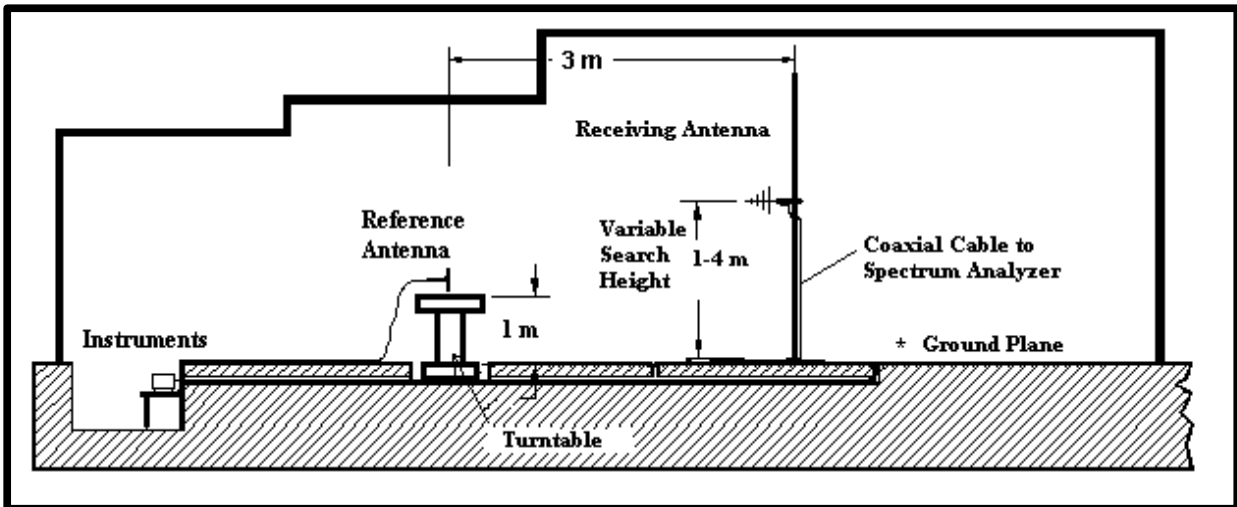 3 m
Receiving Antenna
Reference
Antenna
Variable
Search
Height
1-4 m
Coaxial Cable to
Spectrum Analyzer
1 m
Instruments
* Ground Plane
Turntable